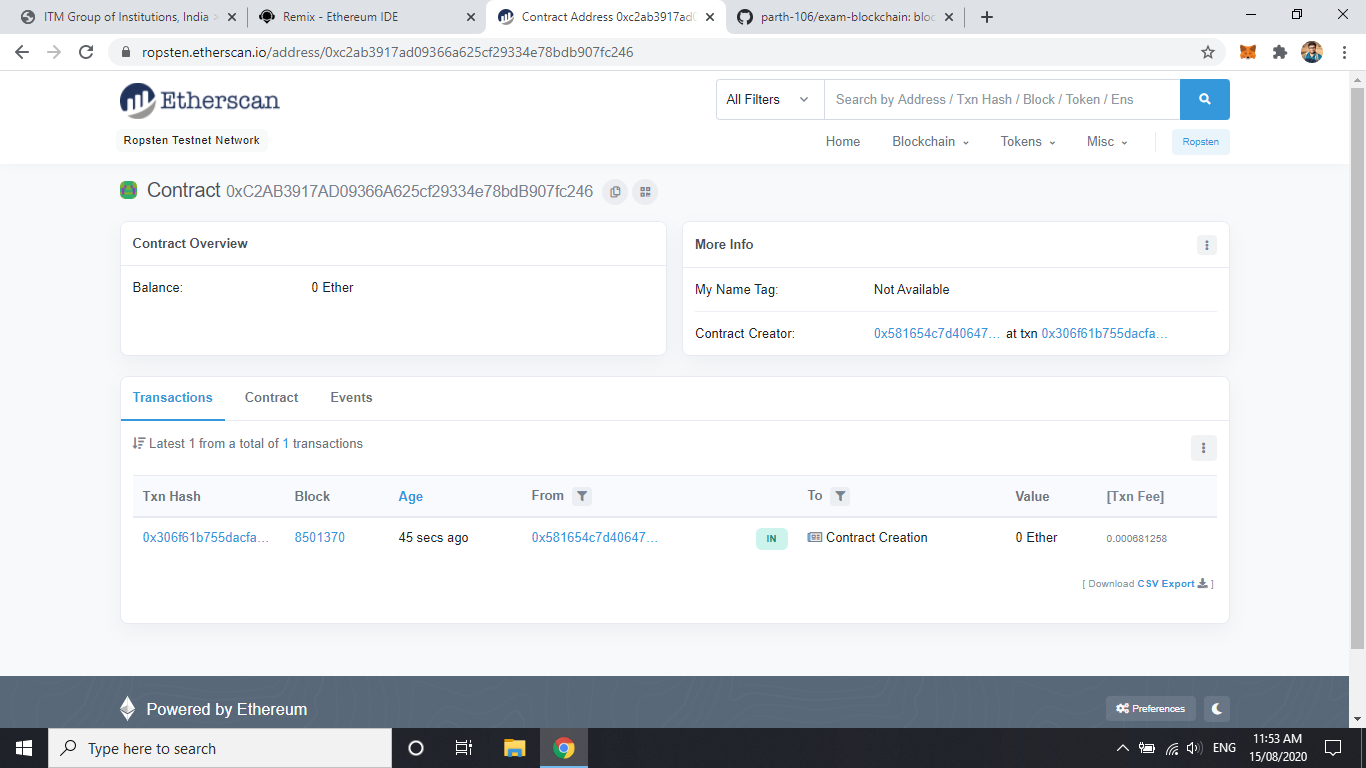 ITM Group of Institutions, India
Remix - Ethereum IDE
Contract Address 0xc2ab3917ad0
parth-106/exam-blockchain: bloc
ropsten.etherscan.io/address/0xc2ab3917ad09366a625cf29334e78bdb907fc246
Etherscan
All Filters
Search by Address / Txn Hash / Block / Token / Ens
Ropsten Testnet Network
Home Blockchain Tokens Misc Ropsten
Contract 0xC2AB3917AD09366A625cf29334e78bdB907fc246
Contract Overview
Balance: 0 Ether
More Info
My Name Tag: Not Available
Contract Creator: 0x581654c7d40647... at txn 0x306f61b755dacfa...
Transactions Contract Events
Latest 1 from a total of 1 transactions
Txn Hash Block Age From To Value [Txn Fee]
0x306f61b755dacfa... 8501370 45 secs ago 0x581654c7d40647... IN Contract Creation 0 Ether 0.000681258
[ Download CSV Export ]
Powered by Ethereum
Preferences
Type here to search
ENG
11:53 AM
15/08/2020